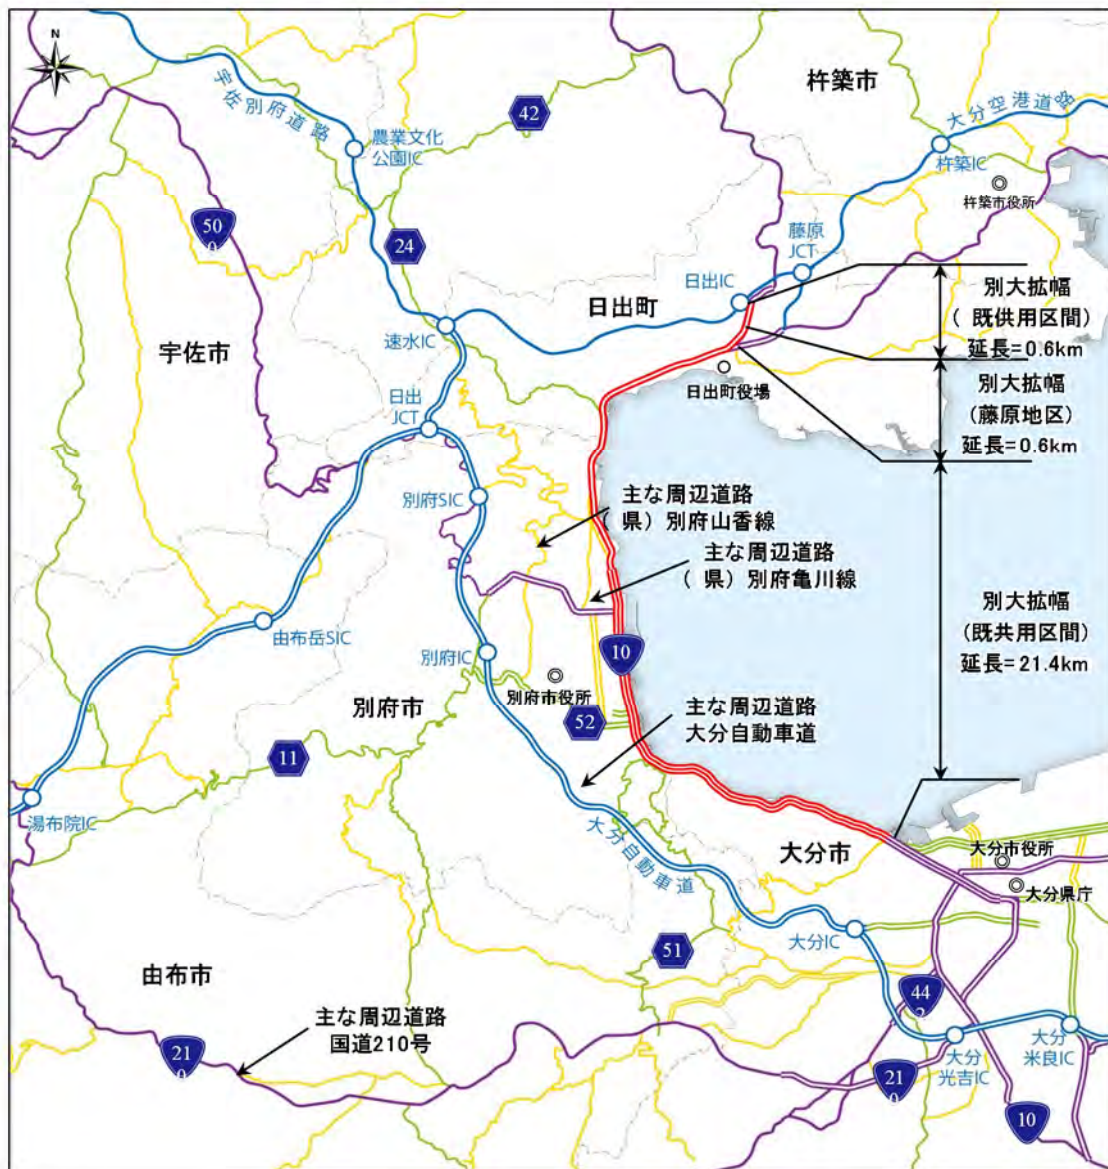 N
杵築市
宇佐別府道路
42
大分空港道路
農業文化
公園IC
杵築IC
杵築市役所
50
0
24
藤原
JCT
日出IC
別大拡幅
( 既供用区間)
延長=0.6km
日出町
宇佐市
速水IC
日出町役場
別大拡幅
(藤原地区)
延長=0.6km
日出
JCT
別府SIC
主な周辺道路
( 県) 別府山香線
主な周辺道路
( 県) 別府亀川線
別大拡幅
(既共用区間)
延長=21.4km
由布岳SIC
10
別府IC
別府市役所
別府市
52
主な周辺道路
大分自動車道
11
湯布院IC
大分自動車道
大分市
大分市役所
大分県庁
大分IC
51
由布市
44
2
主な周辺道路
国道210号
21
0
大分
光吉IC
大分
米良IC
21
0
10